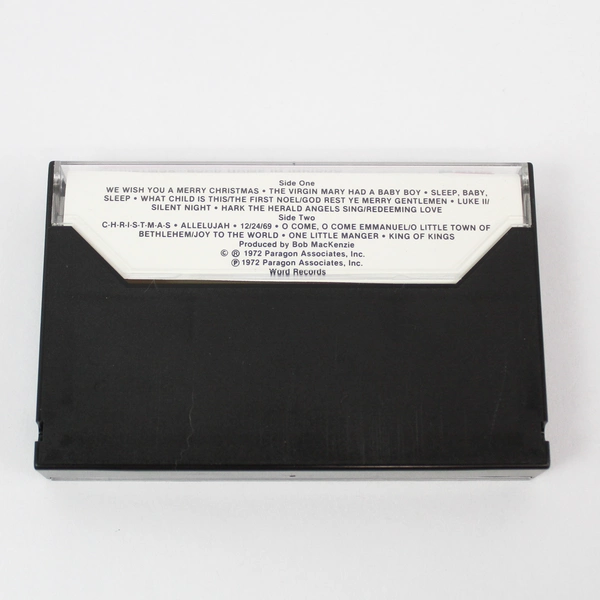 Side One
WE WISH YOU A MERRY CHRISTMAS • THE VIRGIN MARY HAD A BABY BOY • SLEEP, BABY,
SLEEP • WHAT CHILD IS THIS/THE FIRST NOEL/GOD REST YE MERRY GENTLEMEN • LUKE II/
SILENT NIGHT • HARK THE HERALD ANGELS SING/REDEEMING LOVE
Side Two
C-H-R-I-S-T-M-A-S • ALLELUJAH • 12/24/69 • O COME, O COME EMMANUEL/O LITTLE TOWN OF
BETHLEHEM/JOY TO THE WORLD • ONE LITTLE MANGER • KING OF KINGS
Produced by Bob MacKenzie
© ® 1972 Paragon Associates, Inc.
℗ 1972 Paragon Associates, Inc.
Word Records